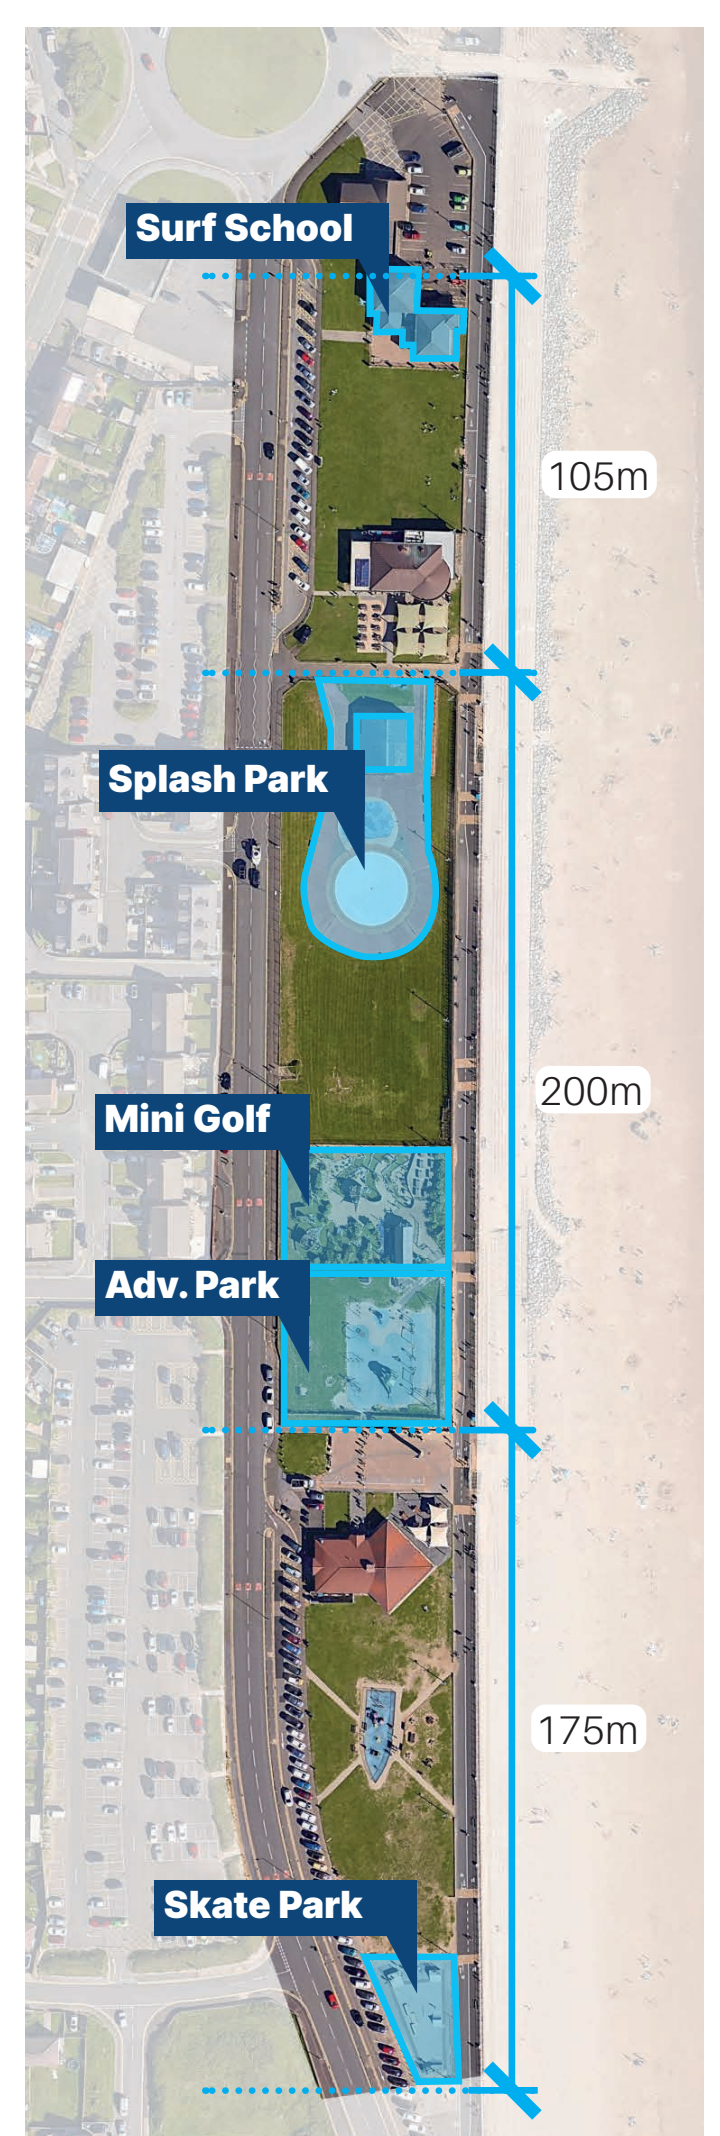 Surf School
105m
Splash Park
200m
Mini Golf
Adv. Park
175m
Skate Park